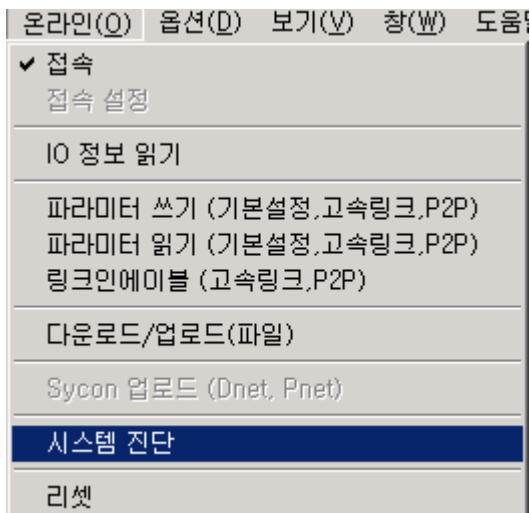 온라인(O) 옵션(D) 보기(V) 창(W) 도움
접속
접속 설정
IO 정보 읽기
파라미터 쓰기 (기본설정,고속링크,P2P)
파라미터 읽기 (기본설정,고속링크,P2P)
링크인에이블 (고속링크,P2P)
다운로드/업로드(파일)
Sycon 업로드 (Dnet, Pnet)
시스템 진단
리셋